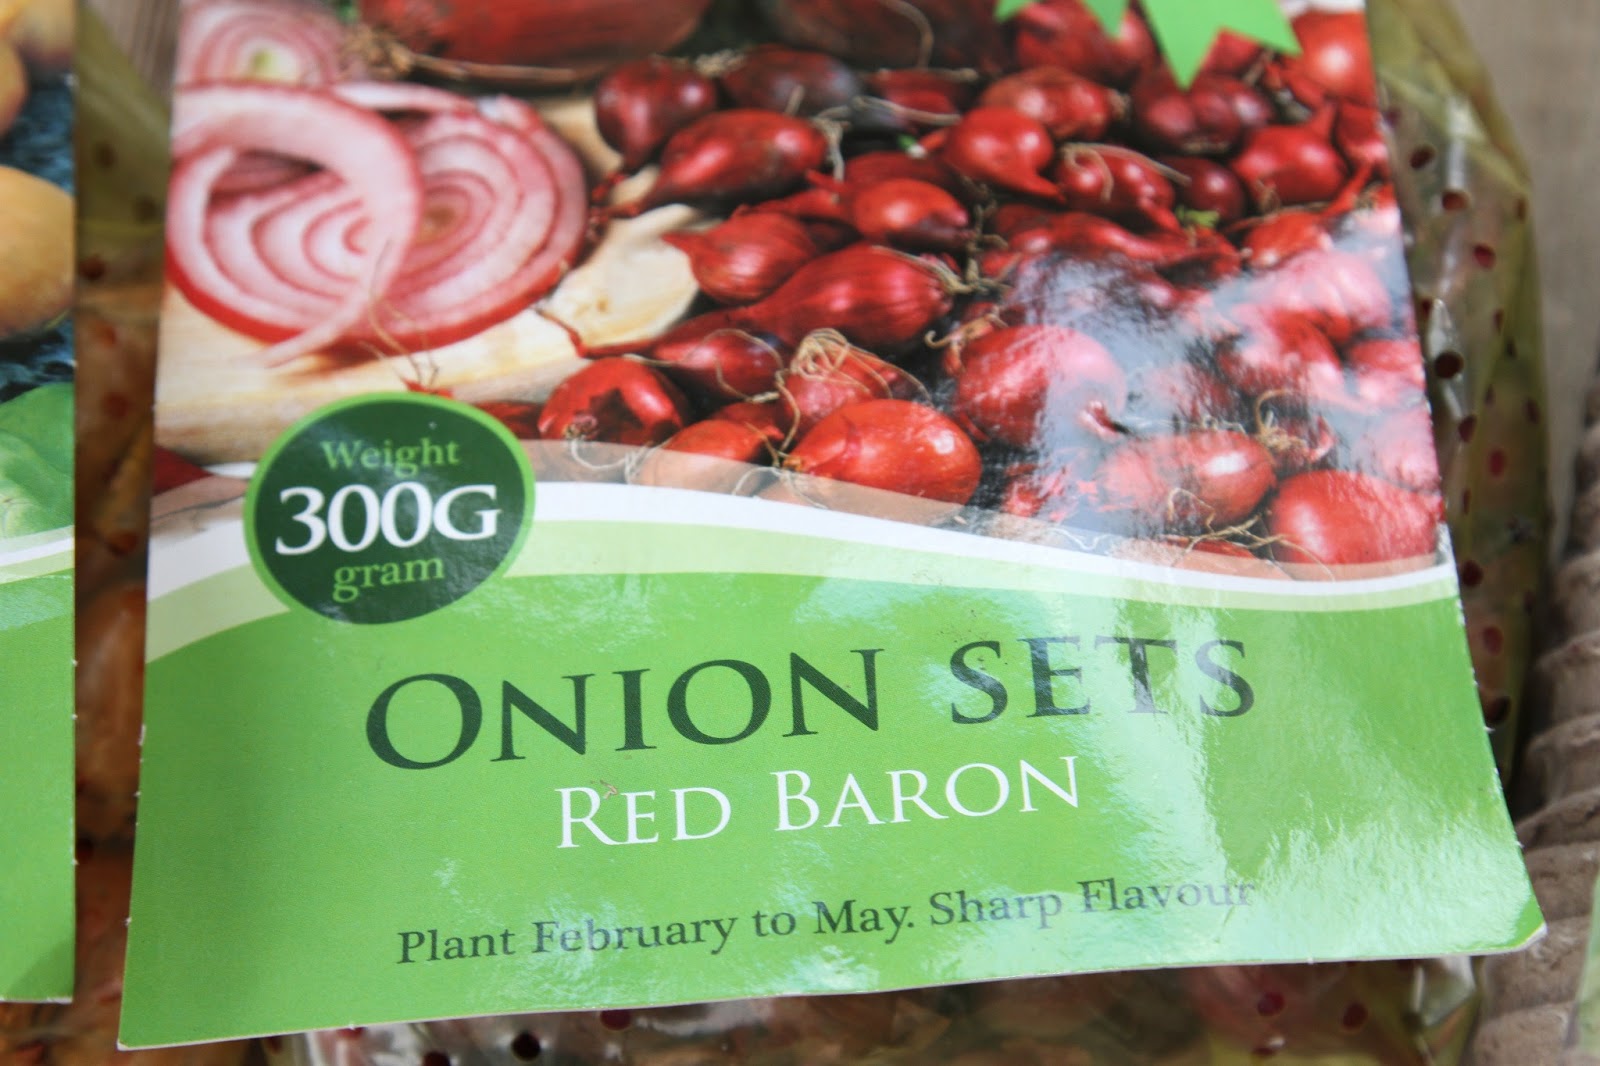 Weight
300G
gram
ONION SETS
RED BARON
Plant February to May. Sharp Flavour